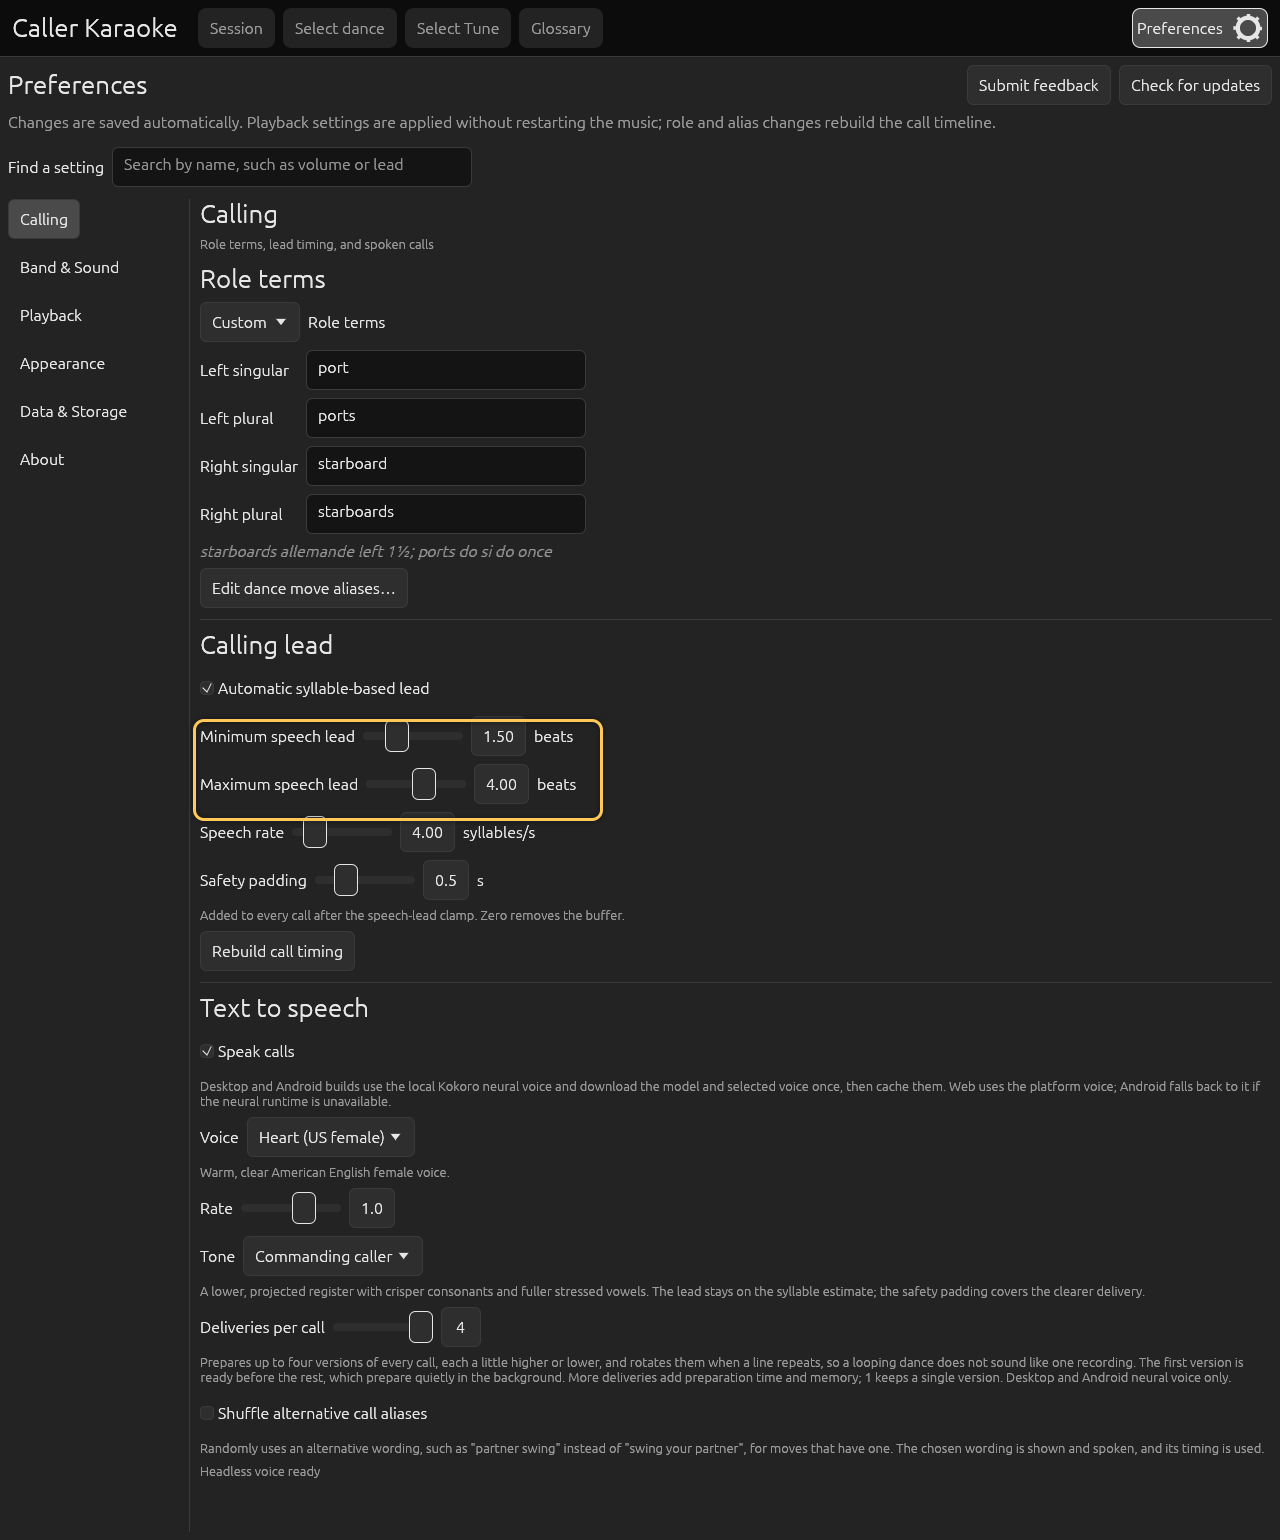 Caller Karaoke
Session
Select dance
Select Tune
Glossary
Preferences
Preferences
Submit feedback
Check for updates
Changes are saved automatically. Playback settings are applied without restarting the music; role and alias changes rebuild the call timeline.
Find a setting
Search by name, such as volume or lead
Calling
Band & Sound
Playback
Appearance
Data & Storage
About
Calling
Role terms, lead timing, and spoken calls
Role terms
Custom
Role terms
Left singular
port
Left plural
ports
Right singular
starboard
Right plural
starboards
starboards allemande left 1½; ports do si do once
Edit dance move aliases...
Calling lead
Automatic syllable-based lead
Minimum speech lead
1.50
beats
Maximum speech lead
4.00
beats
Speech rate
4.00
syllables/s
Safety padding
0.5
s
Added to every call after the speech-lead clamp. Zero removes the buffer.
Rebuild call timing
Text to speech
Speak calls
Desktop and Android builds use the local Kokoro neural voice and download the model and selected voice once, then cache them. Web uses the platform voice; Android falls back to it if
the neural runtime is unavailable.
Voice
Heart (US female)
Warm, clear American English female voice.
Rate
1.0
Tone
Commanding caller
A lower, projected register with crisper consonants and fuller stressed vowels. The lead stays on the syllable estimate; the safety padding covers the clearer delivery.
Deliveries per call
4
Prepares up to four versions of every call, each a little higher or lower, and rotates them when a line repeats, so a looping dance does not sound like one recording. The first version is
ready before the rest, which prepare quietly in the background. More deliveries add preparation time and memory; 1 keeps a single version. Desktop and Android neural voice only.
Shuffle alternative call aliases
Randomly uses an alternative wording, such as "partner swing" instead of "swing your partner", for moves that have one. The chosen wording is shown and spoken, and its timing is used.
Headless voice ready